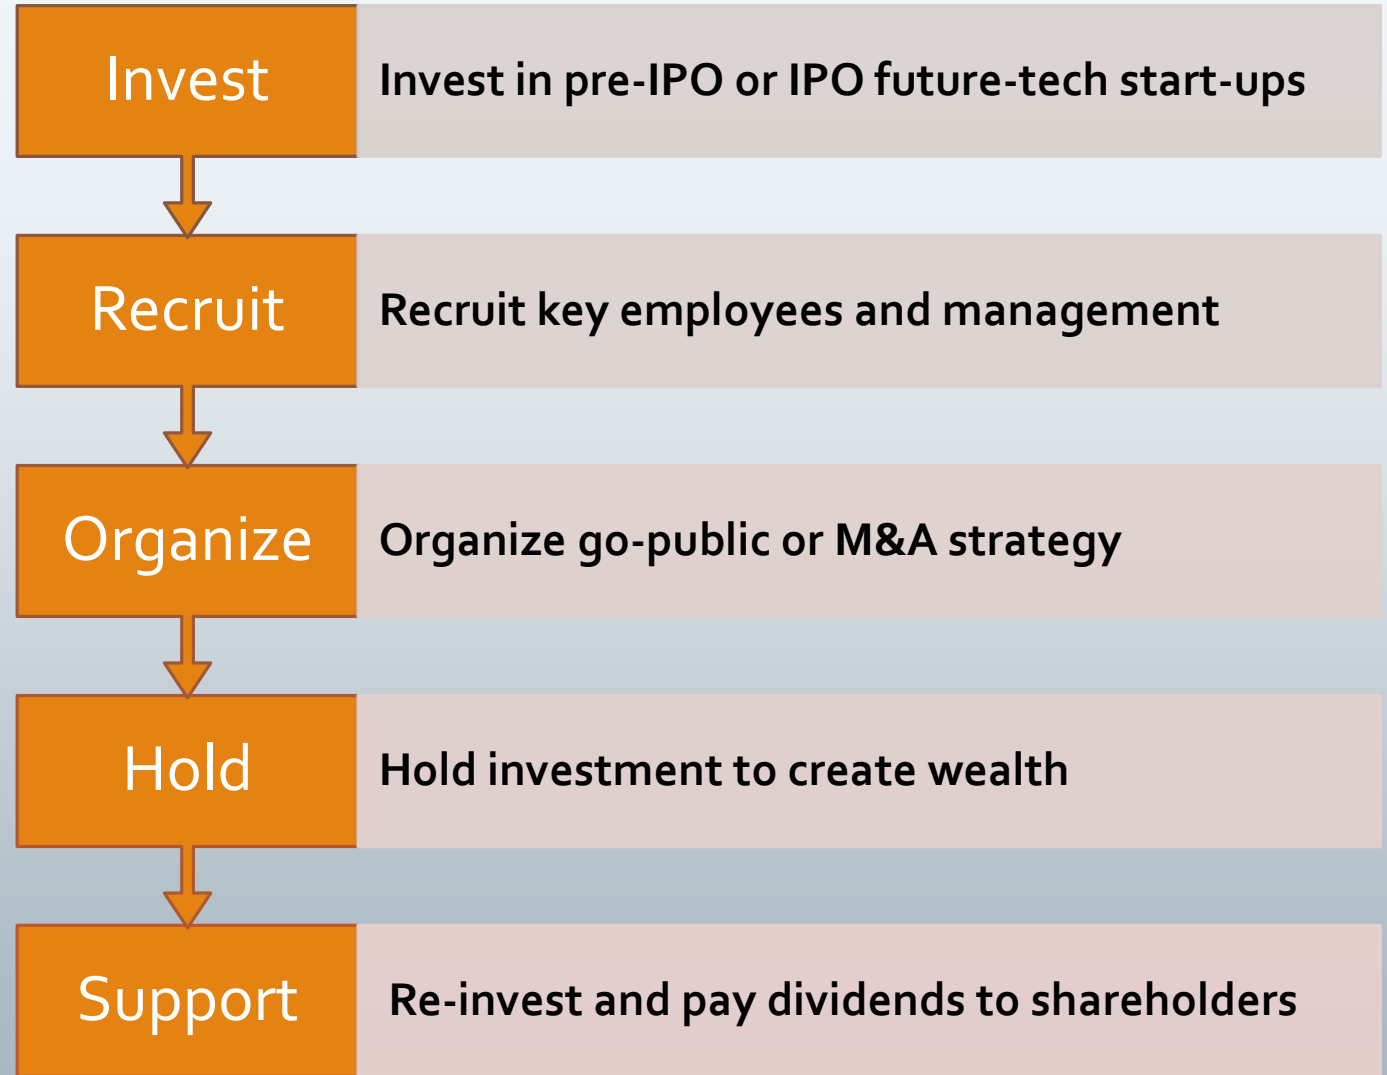 Invest
Invest in pre-IPO or IPO future-tech start-ups
Recruit
Recruit key employees and management
Organize
Organize go-public or M&A strategy
Hold
Hold investment to create wealth
Support
Re-invest and pay dividends to shareholders